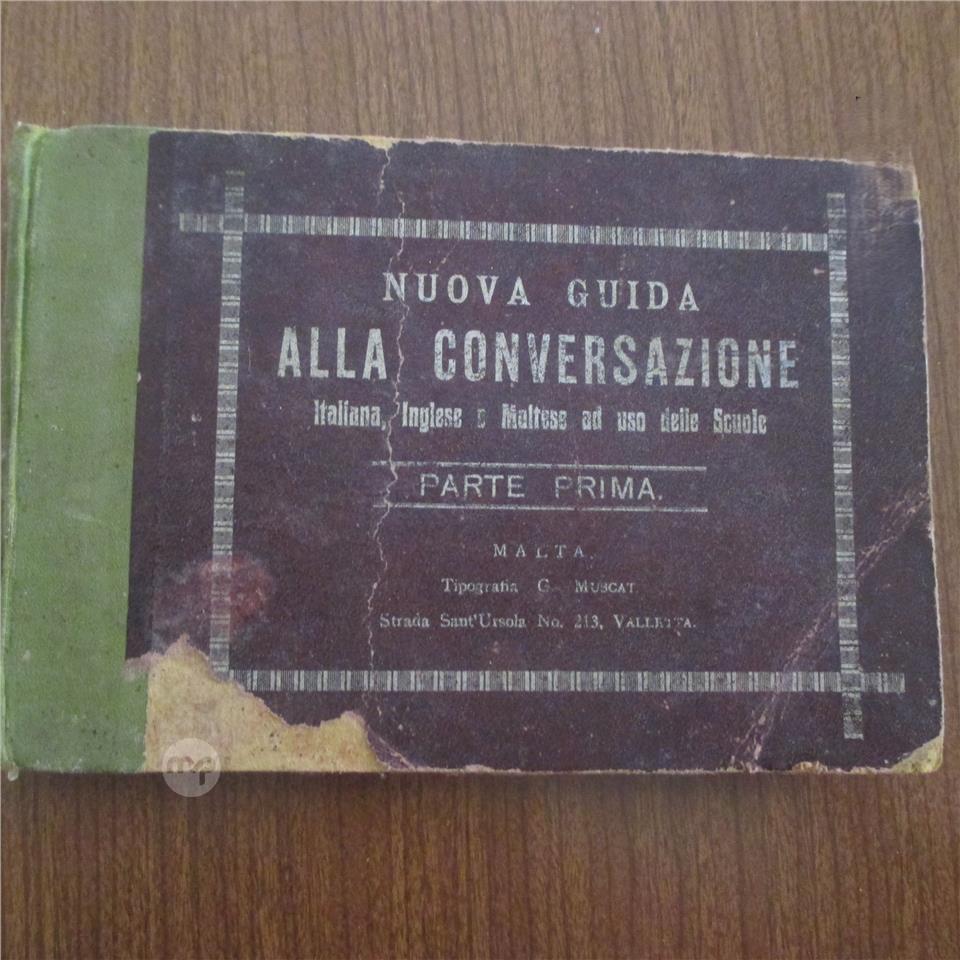 NUOVA GUIDA
ALLA CONVERSAZIONE
Italiana, Inglese e Maltese ad uso delle Scuole
PARTE PRIMA.
MALTA.
Tipografia G. MUSCAT
Strada Sant'Ursola No. 213, VALLETTA.